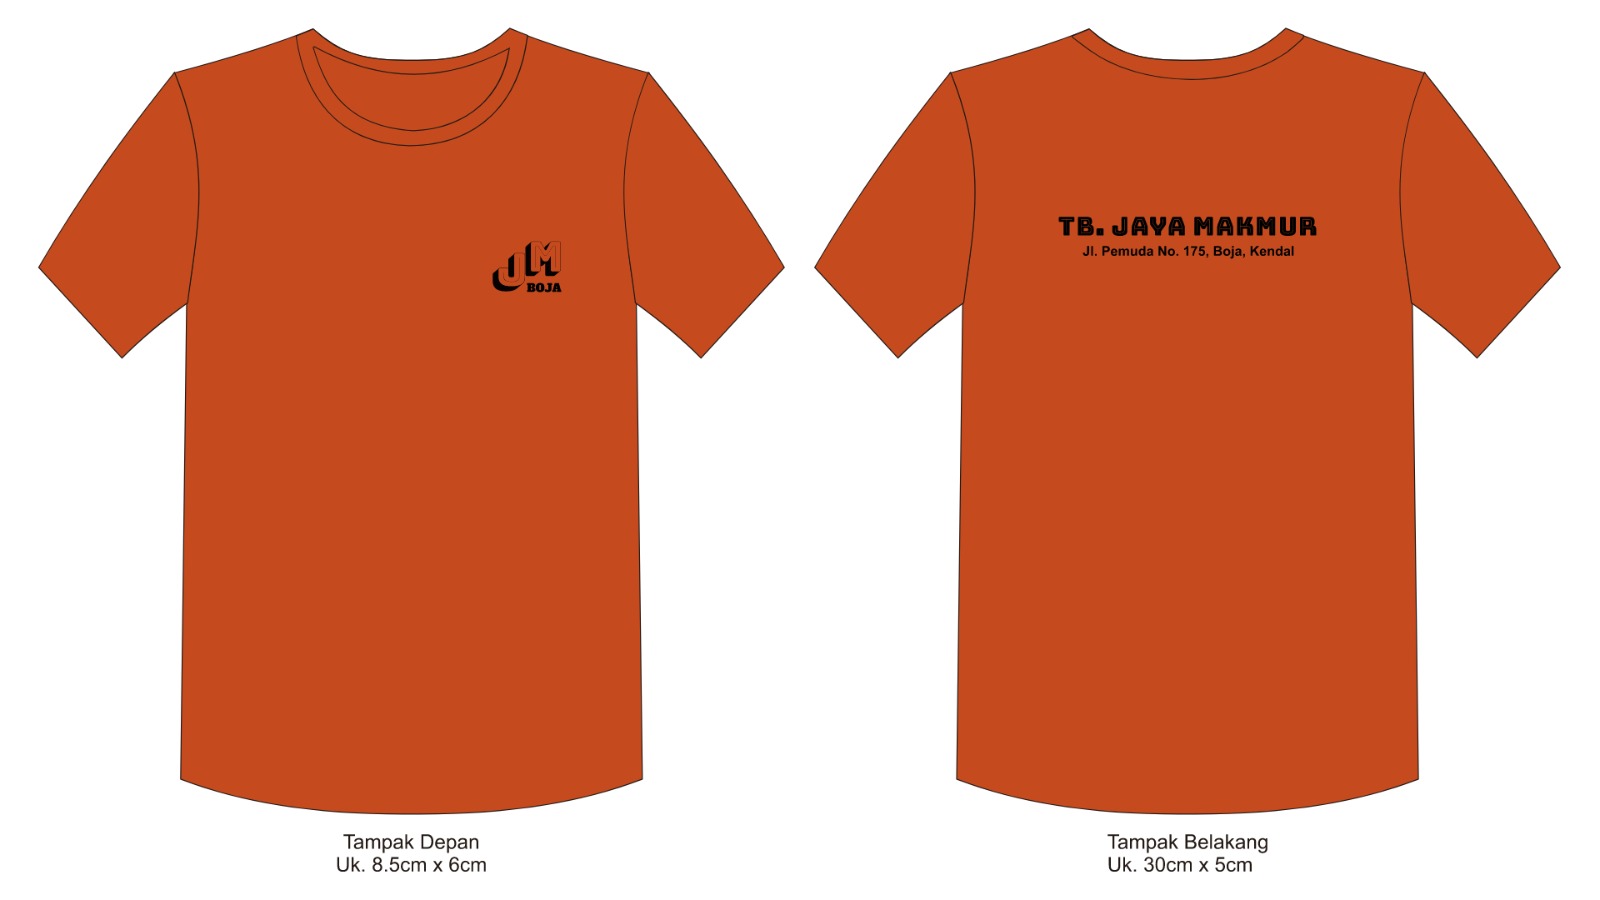 JM
BOJA
TB. JAYA MAKMUR
Jl. Pemuda No. 175, Boja, Kendal
Tampak Depan
Uk. 8.5cm x 6cm
Tampak Belakang
Uk. 30cm x 5cm